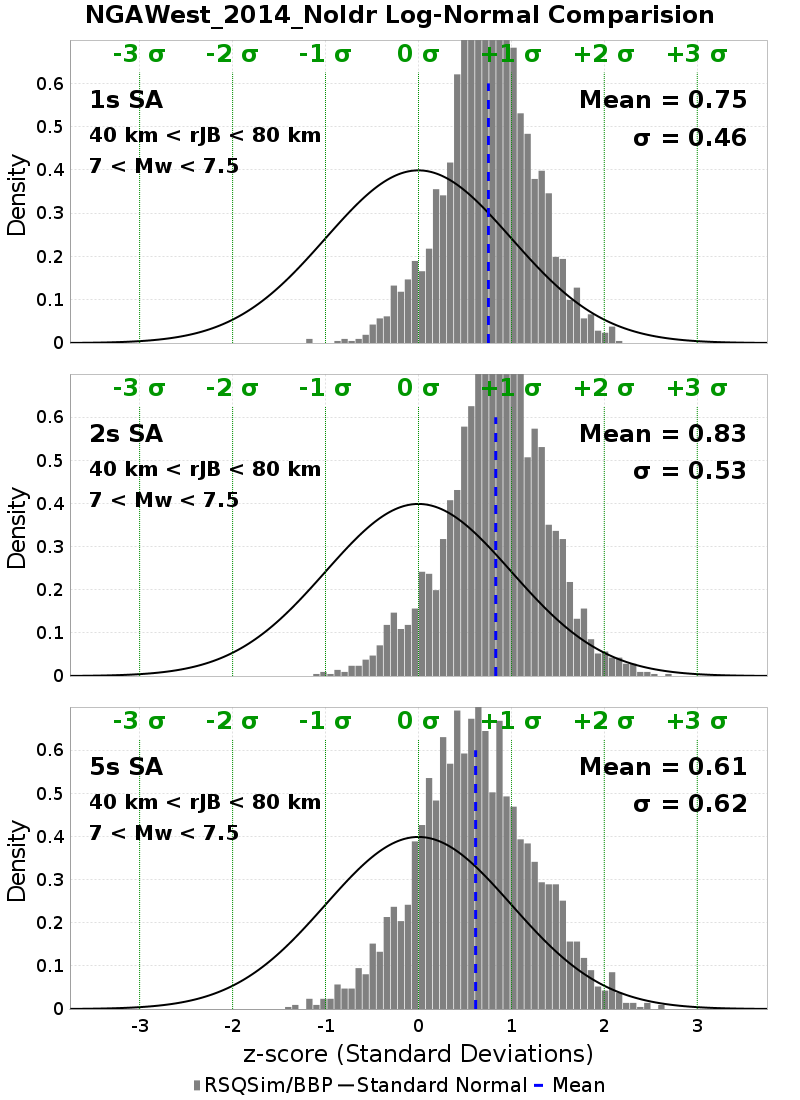 NGAWest_2014_NoIdr Log-Normal Comparision
-3 σ -2 σ -1 σ 0 σ +1 σ +2 σ +3 σ
1s SA
Mean = 0.75
40 km < rJB < 80 km
σ = 0.46
7 < Mw < 7.5
Density
0.6
0.5
0.4
0.3
0.2
0.1
0
-3 σ -2 σ -1 σ 0 σ +1 σ +2 σ +3 σ
2s SA
Mean = 0.83
40 km < rJB < 80 km
σ = 0.53
7 < Mw < 7.5
Density
0.6
0.5
0.4
0.3
0.2
0.1
0
-3 σ -2 σ -1 σ 0 σ +1 σ +2 σ +3 σ
5s SA
Mean = 0.61
40 km < rJB < 80 km
σ = 0.62
7 < Mw < 7.5
Density
0.6
0.5
0.4
0.3
0.2
0.1
0
-3 -2 -1 0 1 2 3
z-score (Standard Deviations)
RSQSim/BBP Standard Normal Mean